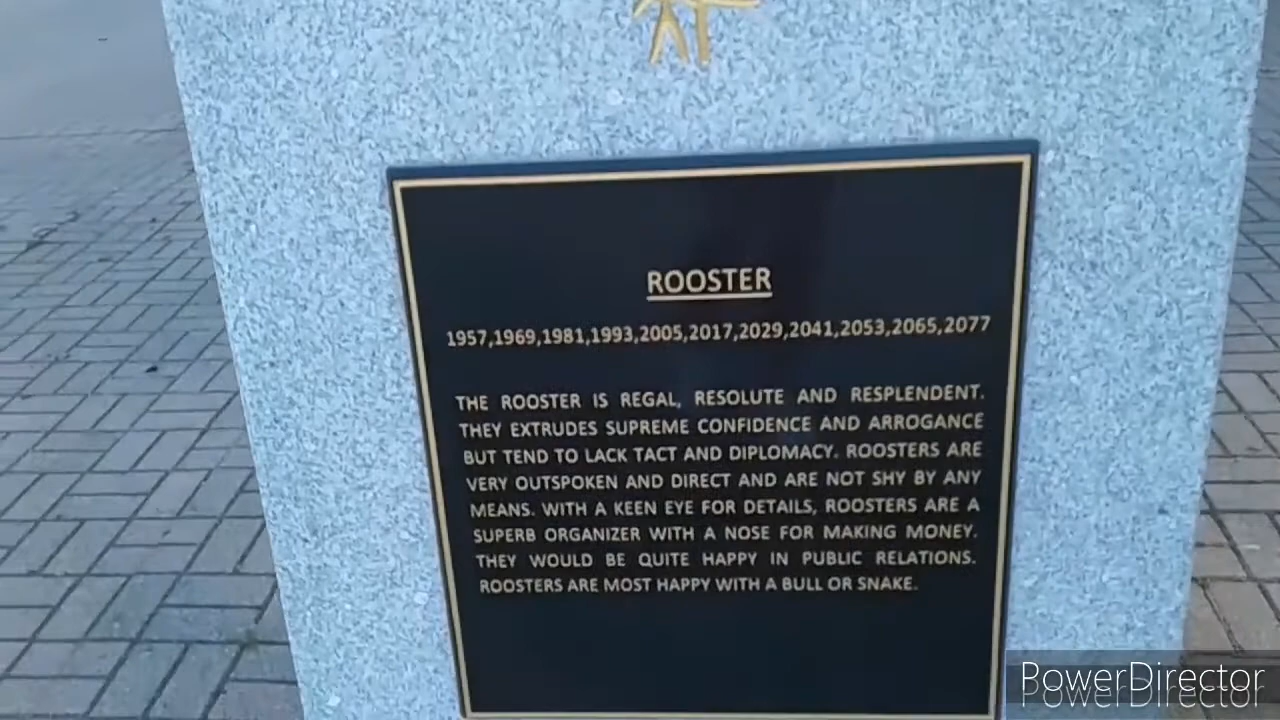 ROOSTER
1957,1969,1981,1993,2005,2017,2029,2041,2053,2065,2077
THE ROOSTER IS REGAL, RESOLUTE AND RESPLENDENT.
THEY EXTRUDES SUPREME CONFIDENCE AND ARROGANCE
BUT TEND TO LACK TACT AND DIPLOMACY. ROOSTERS ARE
VERY OUTSPOKEN AND DIRECT AND ARE NOT SHY BY ANY
MEANS. WITH A KEEN EYE FOR DETAILS, ROOSTERS ARE A
SUPERB ORGANIZER WITH A NOSE FOR MAKING MONEY.
THEY WOULD BE QUITE HAPPY IN PUBLIC RELATIONS.
ROOSTERS ARE MOST HAPPY WITH A BULL OR SNAKE.
PowerDirector